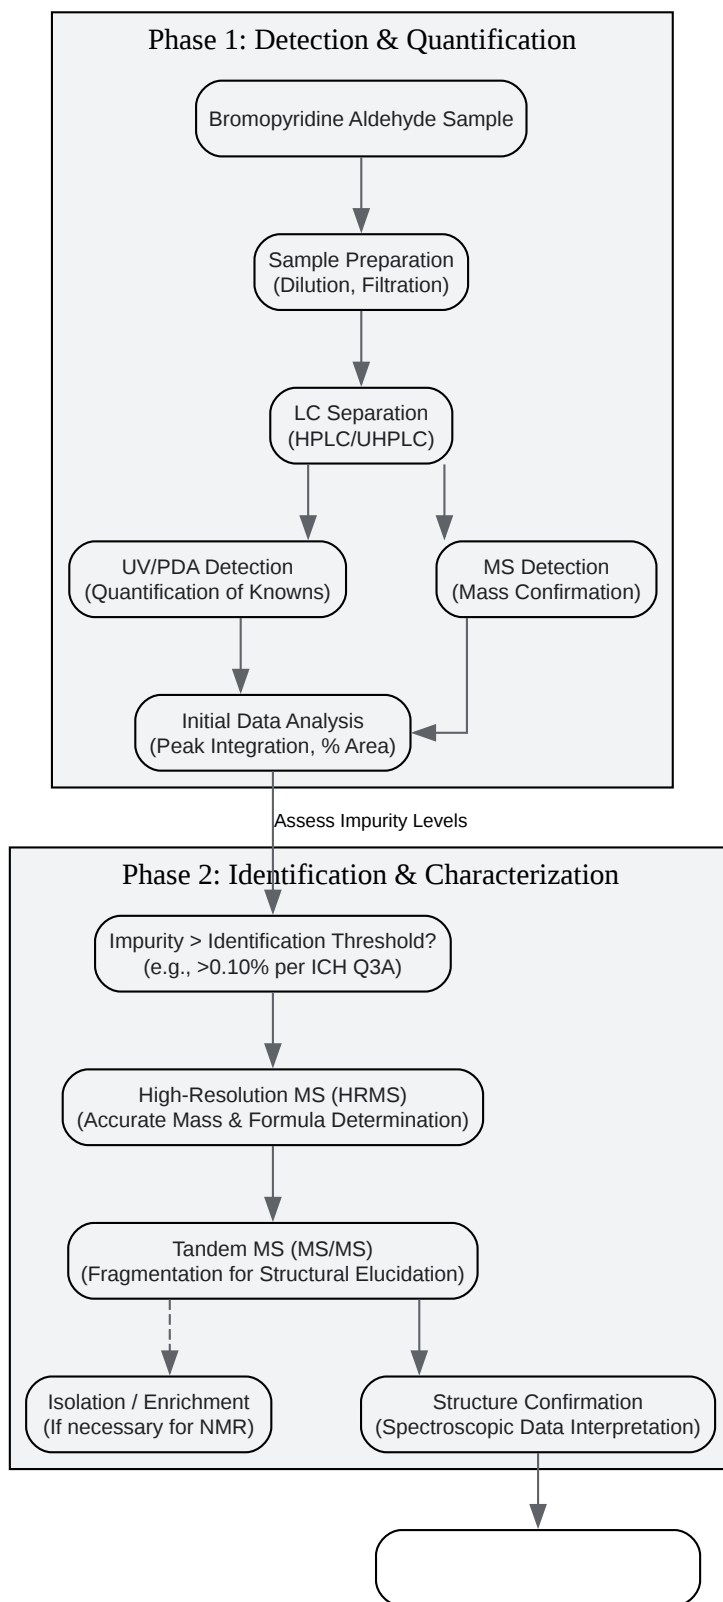 Phase 1: Detection & Quantification
Bromopyridine Aldehyde Sample
Sample Preparation
(Dilution, Filtration)
LC Separation
(HPLC/UHPLC)
UV/PDA Detection
(Quantification of Knowns)
MS Detection
(Mass Confirmation)
Initial Data Analysis
(Peak Integration, % Area)
Assess Impurity Levels
Phase 2: Identification & Characterization
Impurity > Identification Threshold?
(e.g., >0.10% per ICH Q3A)
High-Resolution MS (HRMS)
(Accurate Mass & Formula Determination)
Tandem MS (MS/MS)
(Fragmentation for Structural Elucidation)
Isolation / Enrichment
(If necessary for NMR)
Structure Confirmation
(Spectroscopic Data Interpretation)